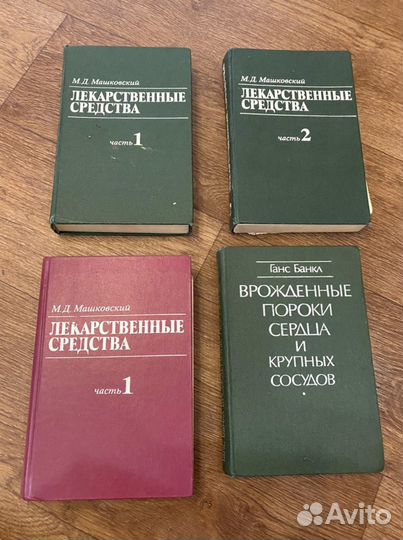 М. Д. Машковский
ЛЕКАРСТВЕННЫЕ
СРЕДСТВА
часть 1
М. Д. Машковский
ЛЕКАРСТВЕННЫЕ
СРЕДСТВА
часть 2
М. Д. Машковский
ЛЕКАРСТВЕННЫЕ
СРЕДСТВА
часть 1
Ганс Банкл
ВРОЖДЕННЫЕ
ПОРОКИ
СЕРДЦА
И
КРУПНЫХ
СОСУДОВ
Avito